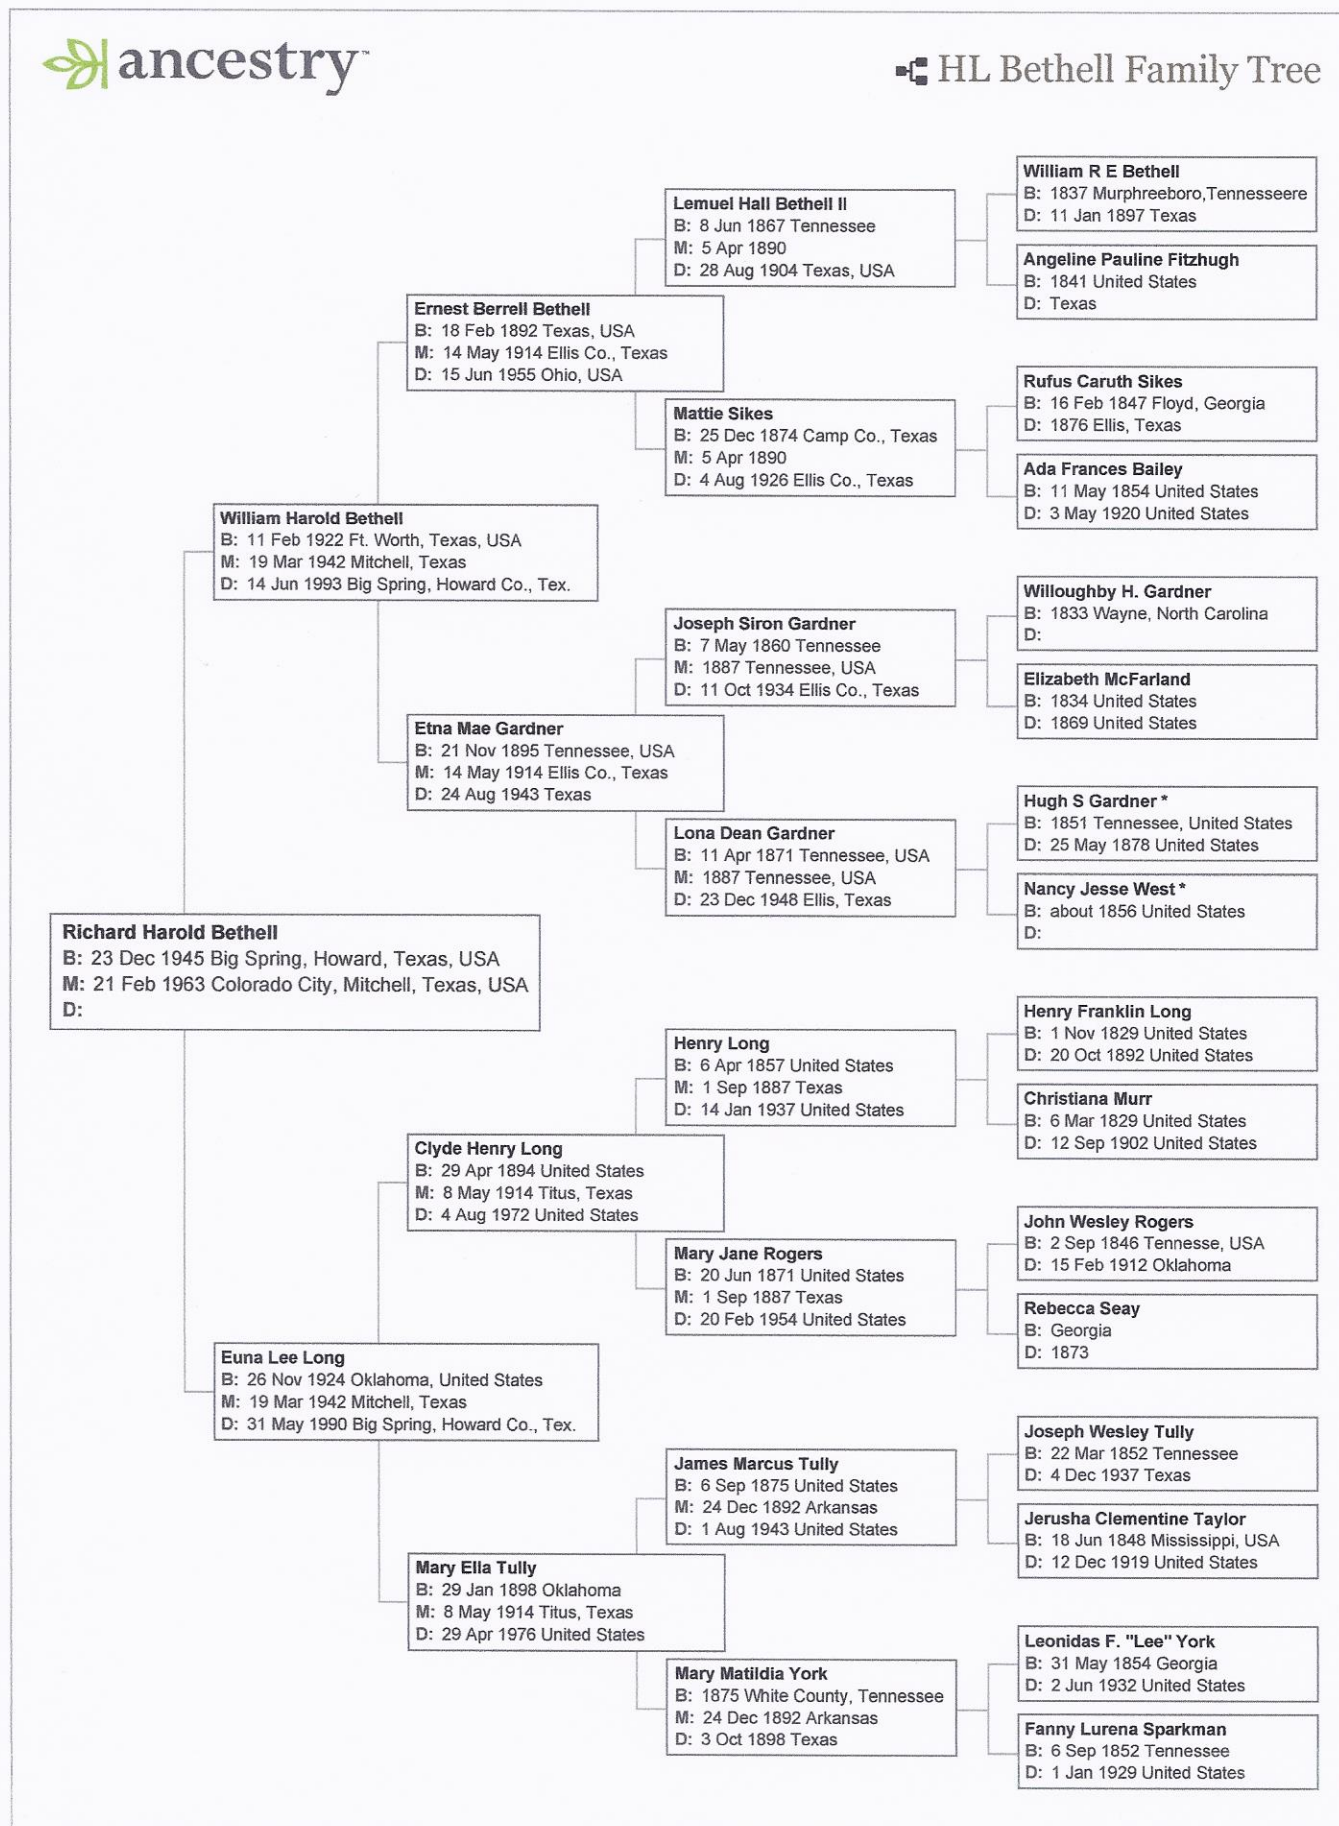 ancestry™
HL Bethell Family Tree
William R E Bethell
B: 1837 Murphreeboro,Tennesseere
D: 11 Jan 1897 Texas
Lemuel Hall Bethell II
B: 8 Jun 1867 Tennessee
M: 5 Apr 1890
D: 28 Aug 1904 Texas, USA
Angeline Pauline Fitzhugh
B: 1841 United States
D: Texas
Ernest Berrell Bethell
B: 18 Feb 1892 Texas, USA
M: 14 May 1914 Ellis Co., Texas
D: 15 Jun 1955 Ohio, USA
Rufus Caruth Sikes
B: 16 Feb 1847 Floyd, Georgia
D: 1876 Ellis, Texas
Mattie Sikes
B: 25 Dec 1874 Camp Co., Texas
M: 5 Apr 1890
D: 4 Aug 1926 Ellis Co., Texas
Ada Frances Bailey
B: 11 May 1854 United States
D: 3 May 1920 United States
William Harold Bethell
B: 11 Feb 1922 Ft. Worth, Texas, USA
M: 19 Mar 1942 Mitchell, Texas
D: 14 Jun 1993 Big Spring, Howard Co., Tex.
Willoughby H. Gardner
B: 1833 Wayne, North Carolina
D:
Joseph Siron Gardner
B: 7 May 1860 Tennessee
M: 1887 Tennessee, USA
D: 11 Oct 1934 Ellis Co., Texas
Elizabeth McFarland
B: 1834 United States
D: 1869 United States
Etna Mae Gardner
B: 21 Nov 1895 Tennessee, USA
M: 14 May 1914 Ellis Co., Texas
D: 24 Aug 1943 Texas
Hugh S Gardner *
B: 1851 Tennessee, United States
D: 25 May 1878 United States
Lona Dean Gardner
B: 11 Apr 1871 Tennessee, USA
M: 1887 Tennessee, USA
D: 23 Dec 1948 Ellis, Texas
Nancy Jesse West *
B: about 1856 United States
D:
Richard Harold Bethell
B: 23 Dec 1945 Big Spring, Howard, Texas, USA
M: 21 Feb 1963 Colorado City, Mitchell, Texas, USA
D:
Henry Franklin Long
B: 1 Nov 1829 United States
D: 20 Oct 1892 United States
Henry Long
B: 6 Apr 1857 United States
M: 1 Sep 1887 Texas
D: 14 Jan 1937 United States
Christiana Murr
B: 6 Mar 1829 United States
D: 12 Sep 1902 United States
Clyde Henry Long
B: 29 Apr 1894 United States
M: 8 May 1914 Titus, Texas
D: 4 Aug 1972 United States
John Wesley Rogers
B: 2 Sep 1846 Tennesse, USA
D: 15 Feb 1912 Oklahoma
Mary Jane Rogers
B: 20 Jun 1871 United States
M: 1 Sep 1887 Texas
D: 20 Feb 1954 United States
Rebecca Seay
B: Georgia
D: 1873
Euna Lee Long
B: 26 Nov 1924 Oklahoma, United States
M: 19 Mar 1942 Mitchell, Texas
D: 31 May 1990 Big Spring, Howard Co., Tex.
Joseph Wesley Tully
B: 22 Mar 1852 Tennessee
D: 4 Dec 1937 Texas
James Marcus Tully
B: 6 Sep 1875 United States
M: 24 Dec 1892 Arkansas
D: 1 Aug 1943 United States
Jerusha Clementine Taylor
B: 18 Jun 1848 Mississippi, USA
D: 12 Dec 1919 United States
Mary Ella Tully
B: 29 Jan 1898 Oklahoma
M: 8 May 1914 Titus, Texas
D: 29 Apr 1976 United States
Leonidas F. "Lee" York
B: 31 May 1854 Georgia
D: 2 Jun 1932 United States
Mary Matildia York
B: 1875 White County, Tennessee
M: 24 Dec 1892 Arkansas
D: 3 Oct 1898 Texas
Fanny Lurena Sparkman
B: 6 Sep 1852 Tennessee
D: 1 Jan 1929 United States